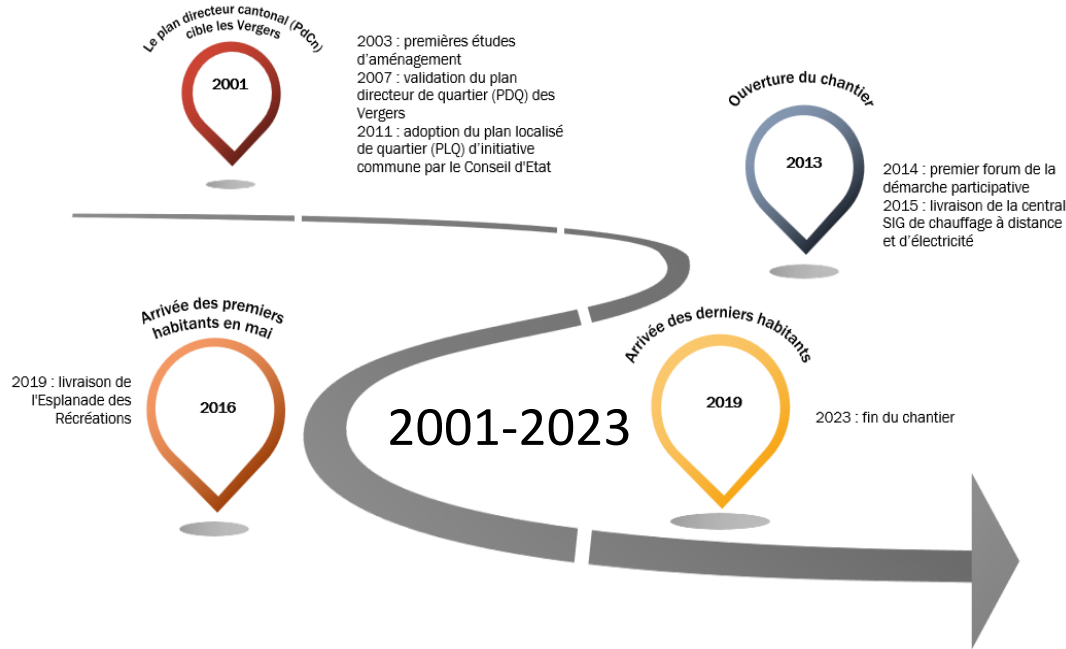 Le plan directeur cantonal (PdCn)
cible les Vergers
2001
2003 : premières études
d'aménagement
2007 : validation du plan
directeur de quartier (PDQ) des
Vergers
2011 : adoption du plan localisé
de quartier (PLQ) d'initiative
commune par le Conseil d'Etat
Ouverture du chantier
2013
2014 : premier forum de la
démarche participative
2015 : livraison de la central
SIG de chauffage à distance
et d'électricité
Arrivée des premiers
habitants en mai
2016
2019 : livraison de
l'Esplanade des
Récréations
2001-2023
Arrivée des derniers habitants
2019
2023 : fin du chantier